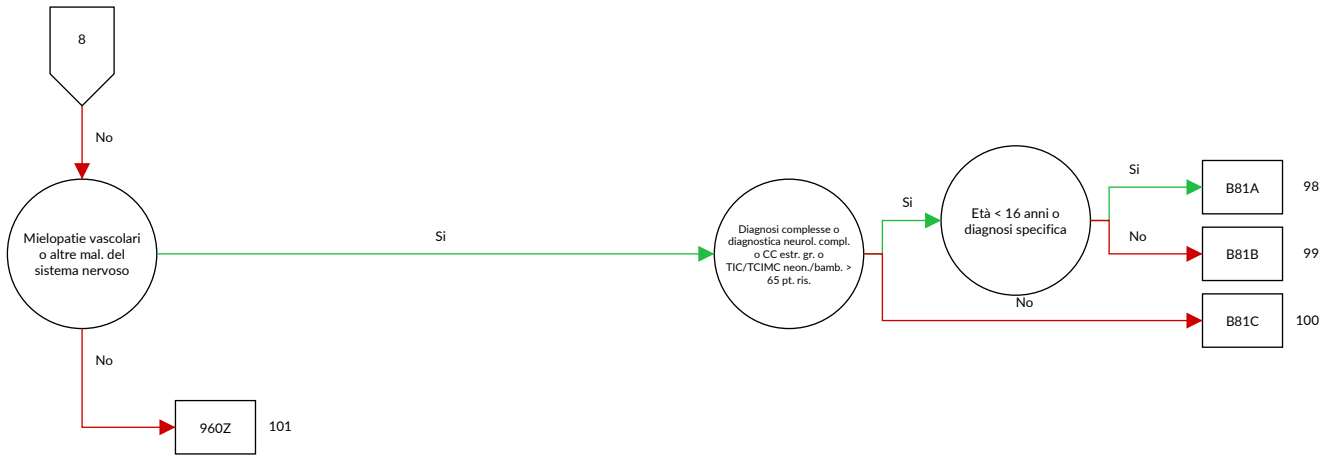 8
No
Mielopatie vascolari
o altre mal. del
sistema nervoso
Si
Diagnosi complesse o
diagnostica neurol. compl.
o CC estr. gr. o
TIC/TCIMC neon./bamb. >
65 pt. ris.
Si
Età < 16 anni o
diagnosi specifica
Si
B81A
98
No
B81B
99
No
B81C
100
No
960Z
101